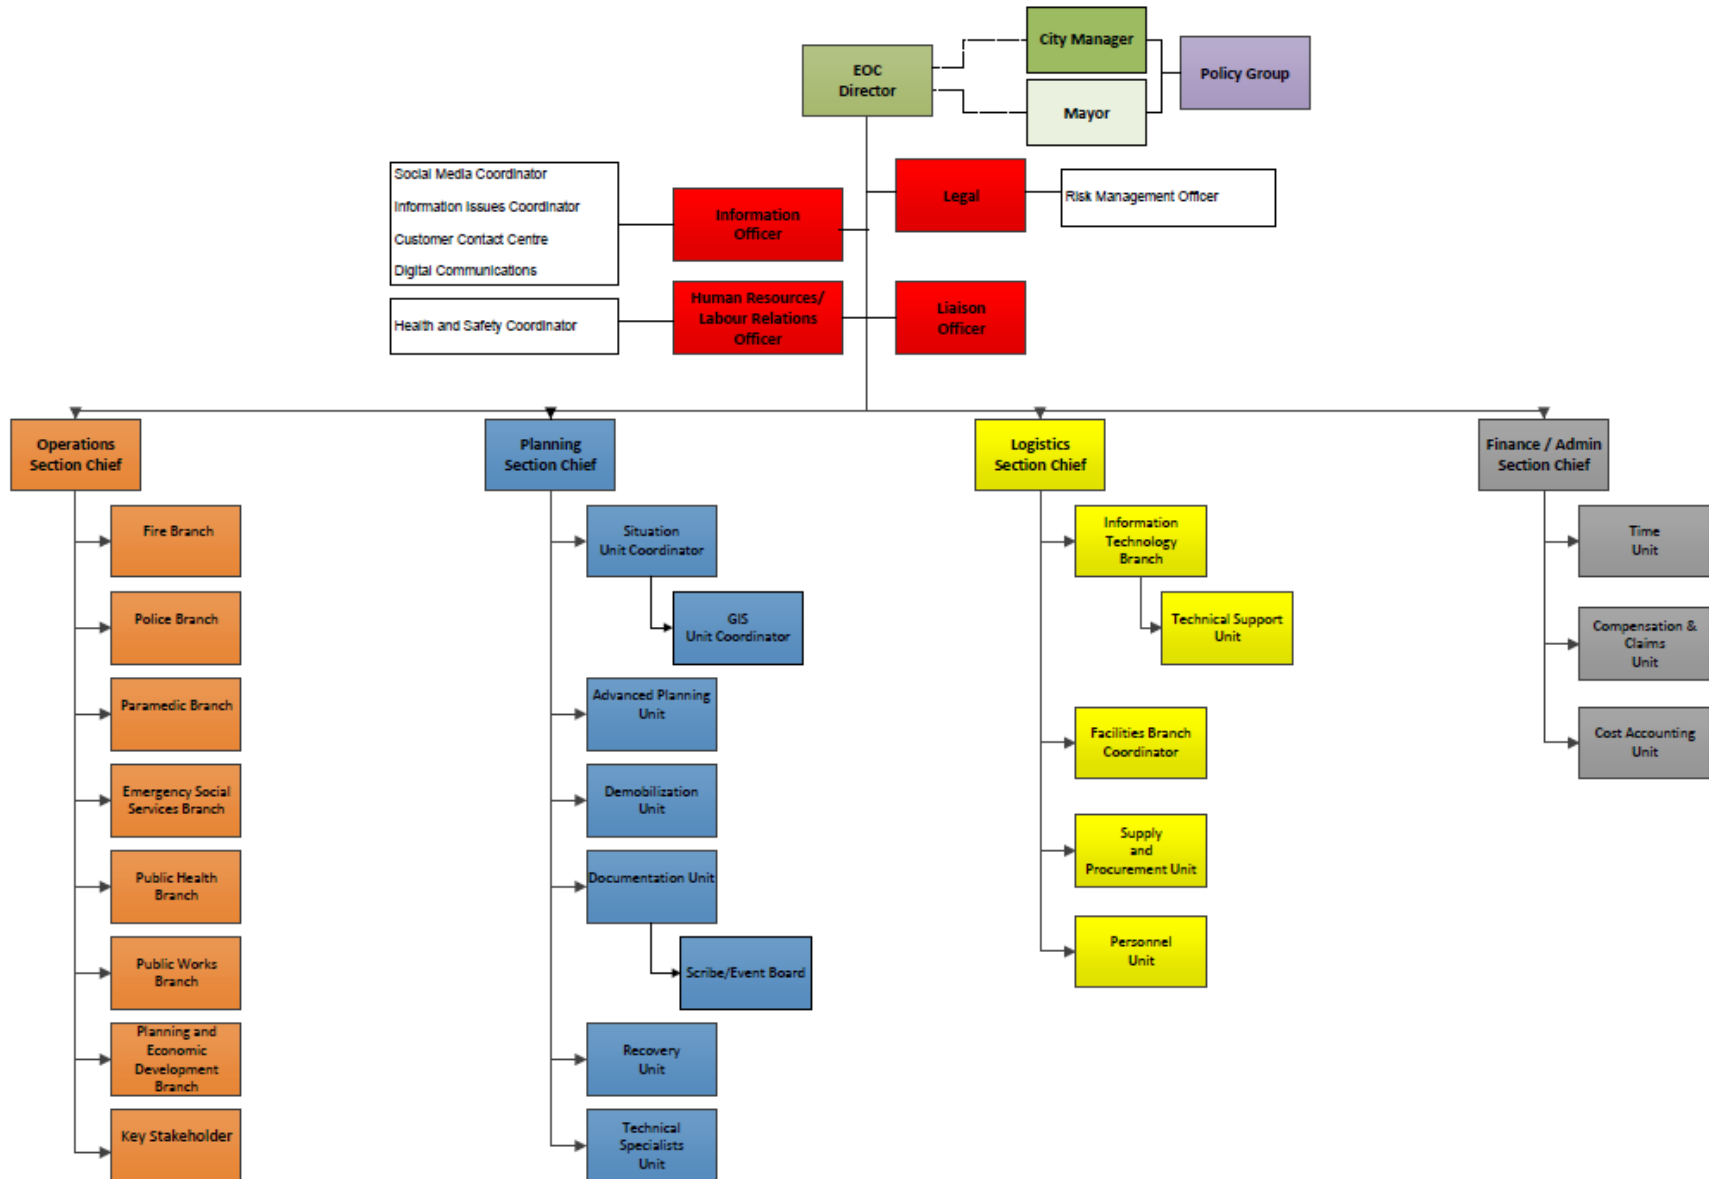 City Manager
EOC
Director
Policy Group
Mayor
Social Media Coordinator
Information Issues Coordinator
Customer Contact Centre
Digital Communications
Information
Officer
Legal
Risk Management Officer
Health and Safety Coordinator
Human Resources/
Labour Relations
Officer
Liaison
Officer
Operations
Section Chief
Fire Branch
Police Branch
Paramedic Branch
Emergency Social
Services Branch
Public Health
Branch
Public Works
Branch
Planning and
Economic
Development
Branch
Key Stakeholder
Planning
Section Chief
Situation
Unit Coordinator
GIS
Unit Coordinator
Advanced Planning
Unit
Demobilization
Unit
Documentation Unit
Scribe/Event Board
Recovery
Unit
Technical
Specialists
Unit
Logistics
Section Chief
Information
Technology
Branch
Technical Support
Unit
Facilities Branch
Coordinator
Supply
and
Procurement Unit
Personnel
Unit
Finance / Admin
Section Chief
Time
Unit
Compensation &
Claims
Unit
Cost Accounting
Unit